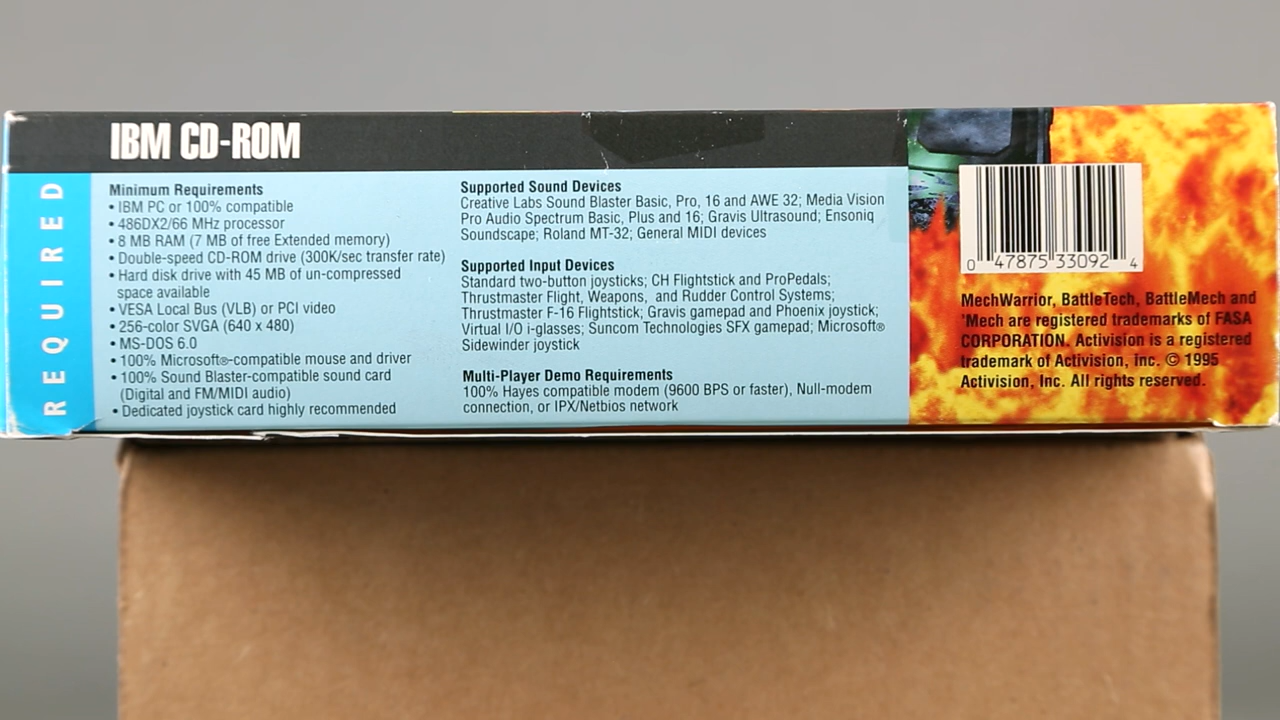 IBM CD-ROM
REQUIRED
Minimum Requirements
• IBM PC or 100% compatible
• 486DX2/66 MHz processor
• 8 MB RAM (7 MB of free Extended memory)
• Double-speed CD-ROM drive (300K/sec transfer rate)
• Hard disk drive with 45 MB of un-compressed
space available
• VESA Local Bus (VLB) or PCI video
• 256-color SVGA (640 x 480)
• MS-DOS 6.0
• 100% Microsoft®-compatible mouse and driver
• 100% Sound Blaster-compatible sound card
(Digital and FM/MIDI audio)
• Dedicated joystick card highly recommended
Supported Sound Devices
Creative Labs Sound Blaster Basic, Pro, 16 and AWE 32; Media Vision
Pro Audio Spectrum Basic, Plus and 16; Gravis Ultrasound; Ensoniq
Soundscape; Roland MT-32; General MIDI devices
Supported Input Devices
Standard two-button joysticks; CH Flightstick and ProPedals;
Thrustmaster Flight, Weapons, and Rudder Control Systems;
Thrustmaster F-16 Flightstick; Gravis gamepad and Phoenix joystick;
Virtual I/O i-glasses; Suncom Technologies SFX gamepad; Microsoft®
Sidewinder joystick
Multi-Player Demo Requirements
100% Hayes compatible modem (9600 BPS or faster), Null-modem
connection, or IPX/Netbios network
0 47875 33092 4
MechWarrior, BattleTech, BattleMech and
'Mech are registered trademarks of FASA
CORPORATION. Activision is a registered
trademark of Activision, Inc. © 1995
Activision, Inc. All rights reserved.